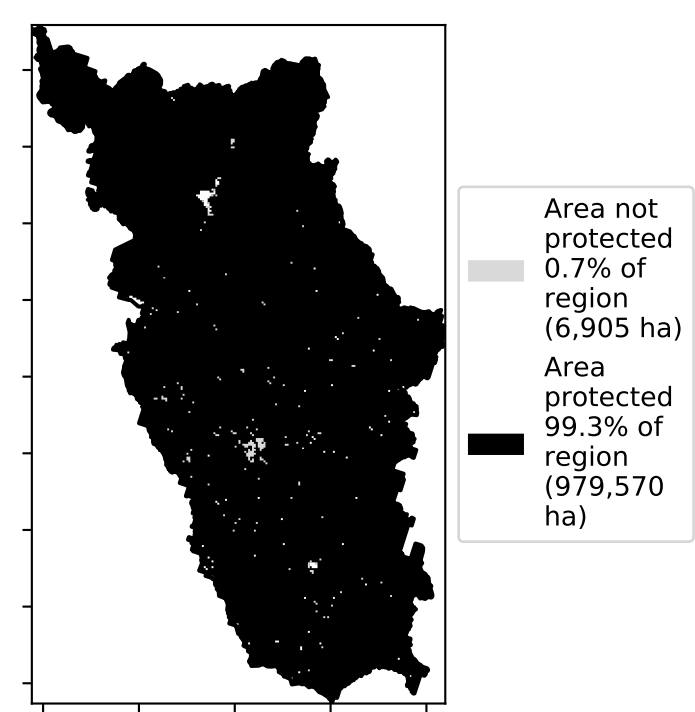 Area not
protected
0.7% of
region
(6,905 ha)
Area
protected
99.3% of
region
(979,570
ha)